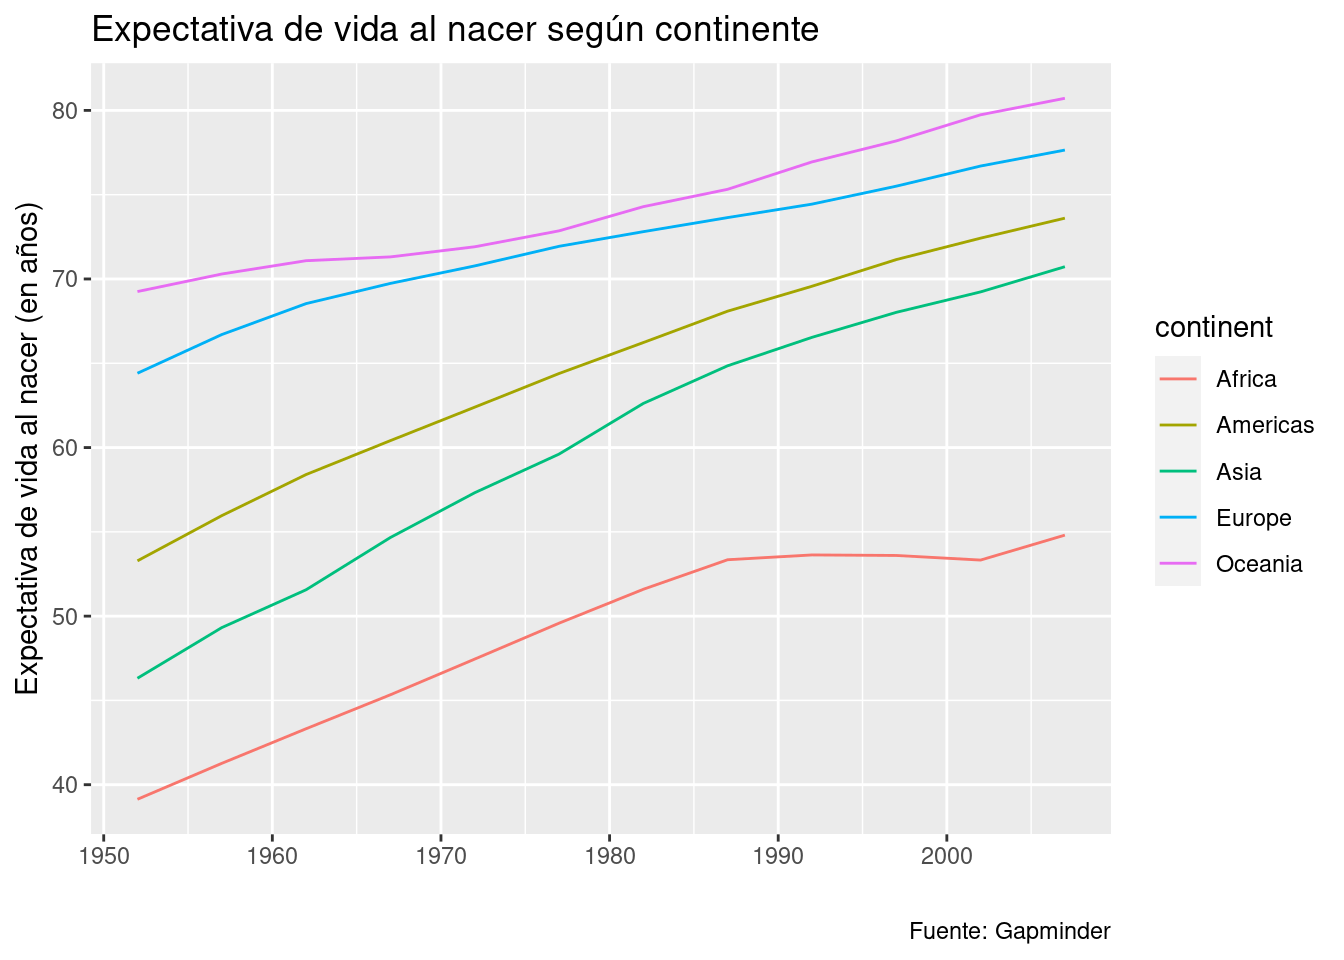 Expectativa de vida al nacer según continente
Expectativa de vida al nacer (en años)
80
70
60
50
40
1950 1960 1970 1980 1990 2000
continent
Africa
Americas
Asia
Europe
Oceania
Fuente: Gapminder